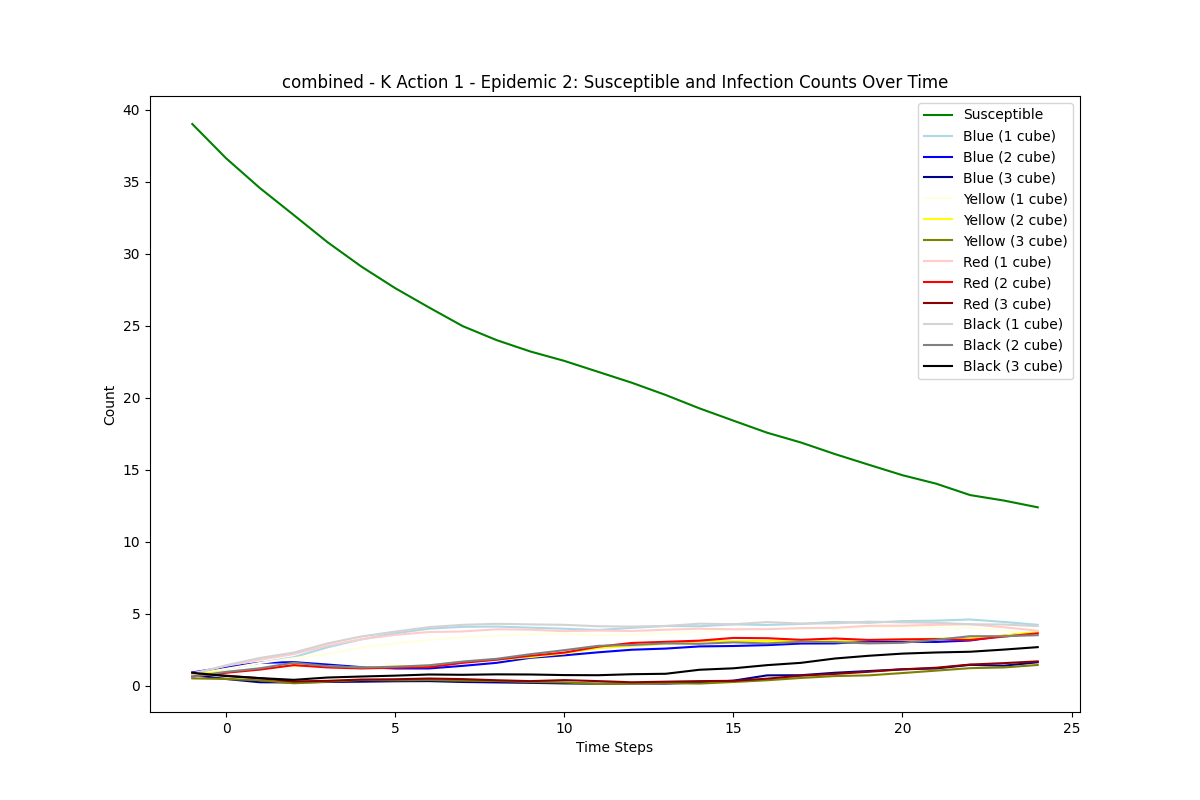 combined - K Action 1 - Epidemic 2: Susceptible and Infection Counts Over Time
40
35
30
25
20
15
10
5
0
Count
Susceptible
Blue (1 cube)
Blue (2 cube)
Blue (3 cube)
Yellow (1 cube)
Yellow (2 cube)
Yellow (3 cube)
Red (1 cube)
Red (2 cube)
Red (3 cube)
Black (1 cube)
Black (2 cube)
Black (3 cube)
0 5 10 15 20 25
Time Steps